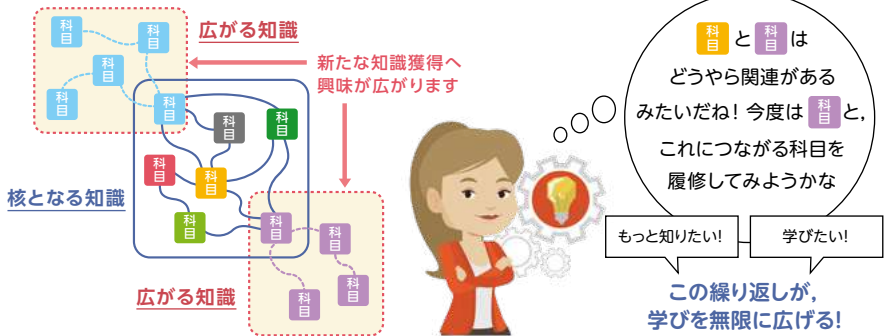 科目
科目
科目
科目
科目
広がる知識
新たな知識獲得へ
興味が広がります
科目
科目
科目
科目
科目
核となる知識
科目
科目
科目
科目
科目
広がる知識
科目と科目は
どうやら関連がある
みたいだね!今度は科目と,
これにつながる科目を
履修してみようかな
もっと知りたい!
学びたい!
この繰り返しが,
学びを無限に広げる!